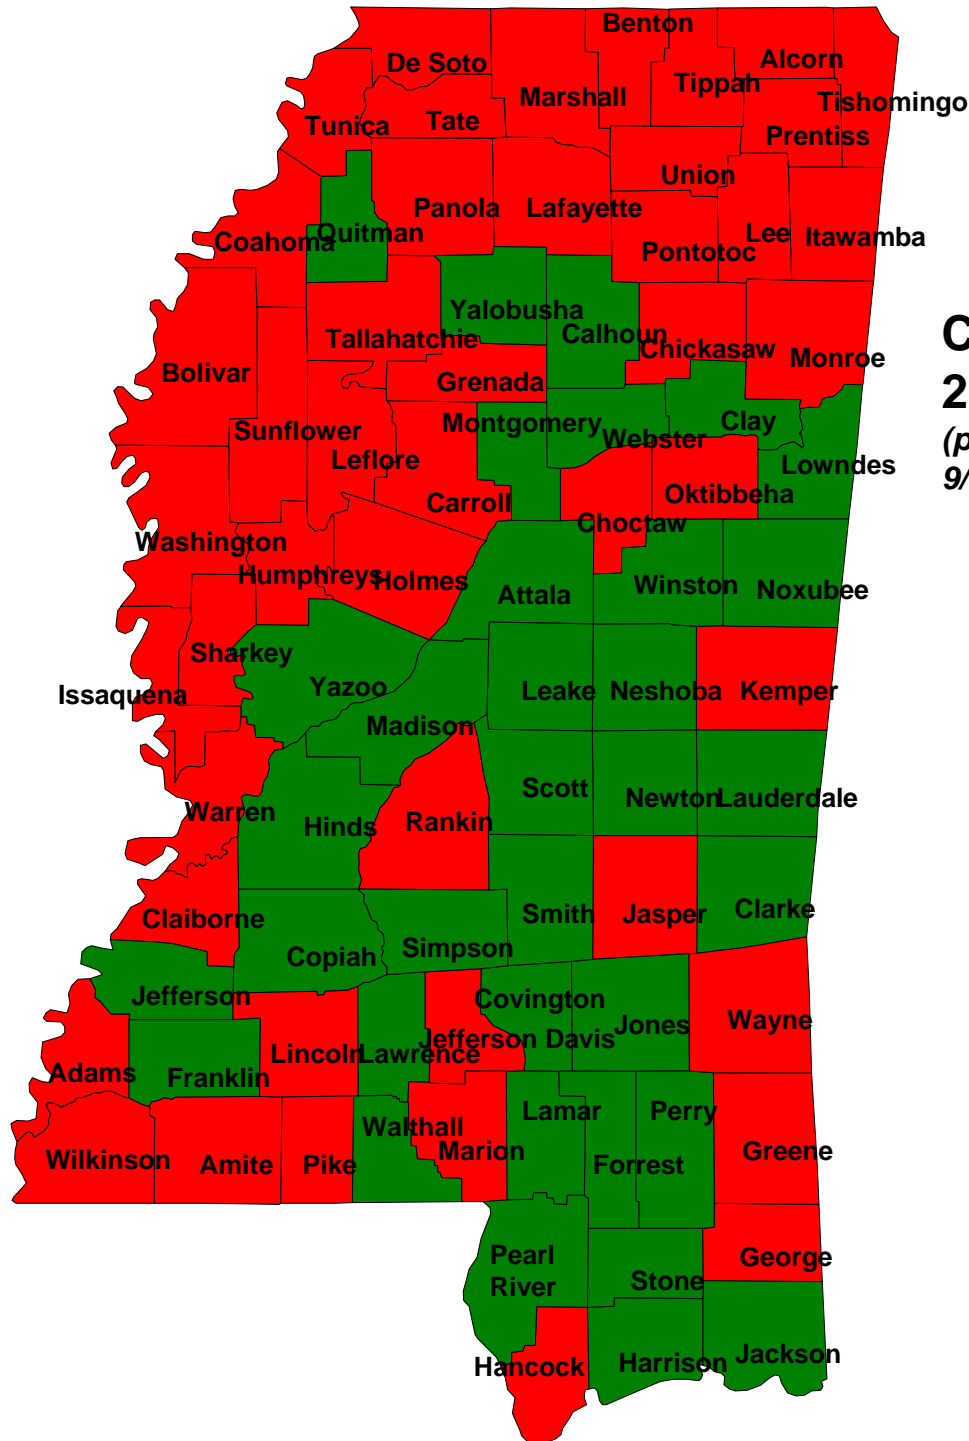 Benton
De Soto
Alcorn
Tippah
Marshall
Tishomingo
Tate
Tunica
Prentiss
Union
Panola
Lafayette
Quitman
Lee
Itawamba
Coahoma
Pontotoc
Yalobusha
Calhoun
Tallahatchie
Chickasaw
Monroe
Bolivar
Grenada
C
2
(p
9/
Montgomery
Clay
Sunflower
Webster
Leflore
Lowndes
Oktibbeha
Carroll
Choctaw
Washington
Humphreys
Holmes
Winston
Noxubee
Attala
Sharkey
Yazoo
Leake
Neshoba
Kemper
Issaquena
Madison
Scott
Newton
Lauderdale
Warren
Hinds
Rankin
Claiborne
Smith
Jasper
Clarke
Copiah
Simpson
Jefferson
Covington
Jones
Wayne
Jefferson Davis
Lincoln
Lawrence
Adams
Franklin
Lamar
Perry
Walthall
Marion
Greene
Wilkinson
Amite
Pike
Forrest
Pearl
River
George
Stone
Hancock
Harrison
Jackson